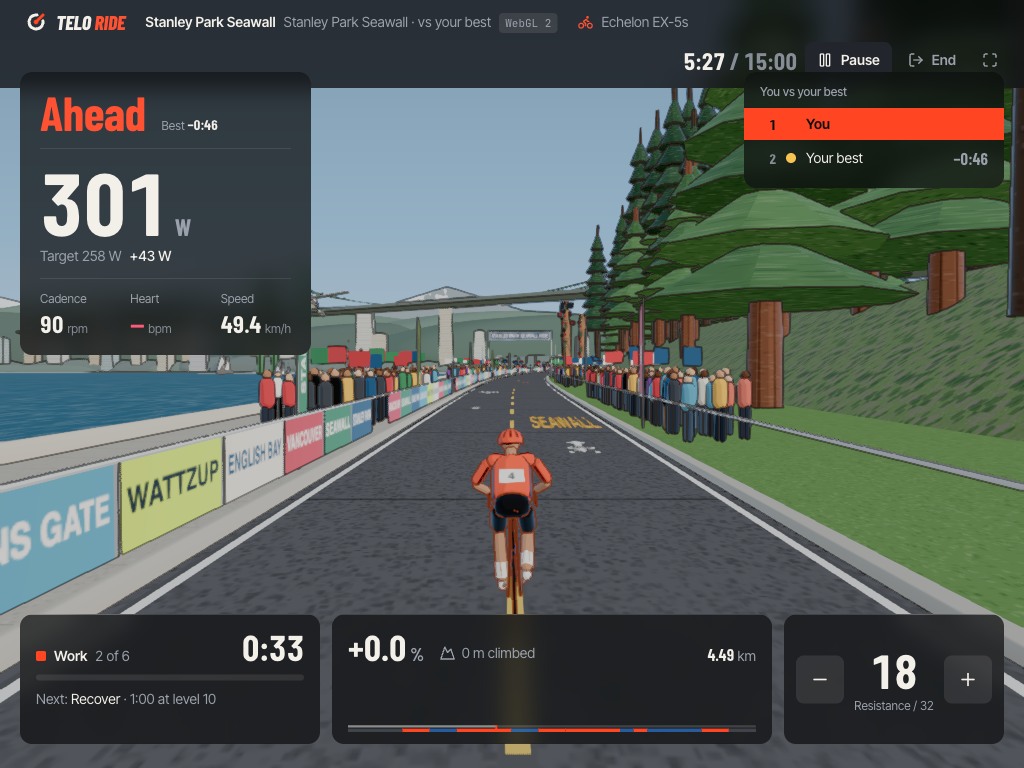 TELO RIDE Stanley Park Seawall Stanley Park Seawall · vs your best WebGL 2 Echelon EX-5s
5:27 / 15:00 Pause End
Ahead Best −0:46
301 W
Target 258 W +43 W
Cadence Heart Speed
90 rpm — bpm 49.4 km/h
You vs your best
1 You
2 Your best −0:46
SEAWALL
4
NS GATE
WATTZUP
ENGLISH BAY
VANCOUVER
SEAWALL
Work 2 of 6 0:33
Next: Recover · 1:00 at level 10
+0.0 % 0 m climbed 4.49 km
− 18 +
Resistance / 32